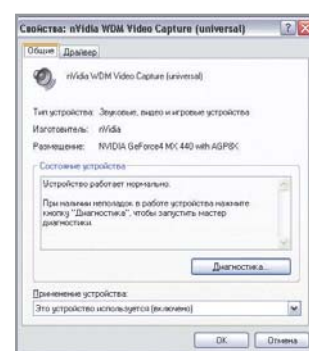 Свойства: nVidia WDM Video Capture (universal)
Общие Драйвер
nVidia WDM Video Capture (universal)
Тип устройства: Звуковые, видео и игровые устройства
Изготовитель: nVidia
Размещение: NVIDIA GeForce4 MX 440 with AGP8X
Состояние устройства
Устройство работает нормально.
При наличии неполадок в работе устройства нажмите
кнопку "Диагностика", чтобы запустить мастер
диагностики.
Диагностика...
Применение устройства:
Это устройство используется (включено)
OK Отмена